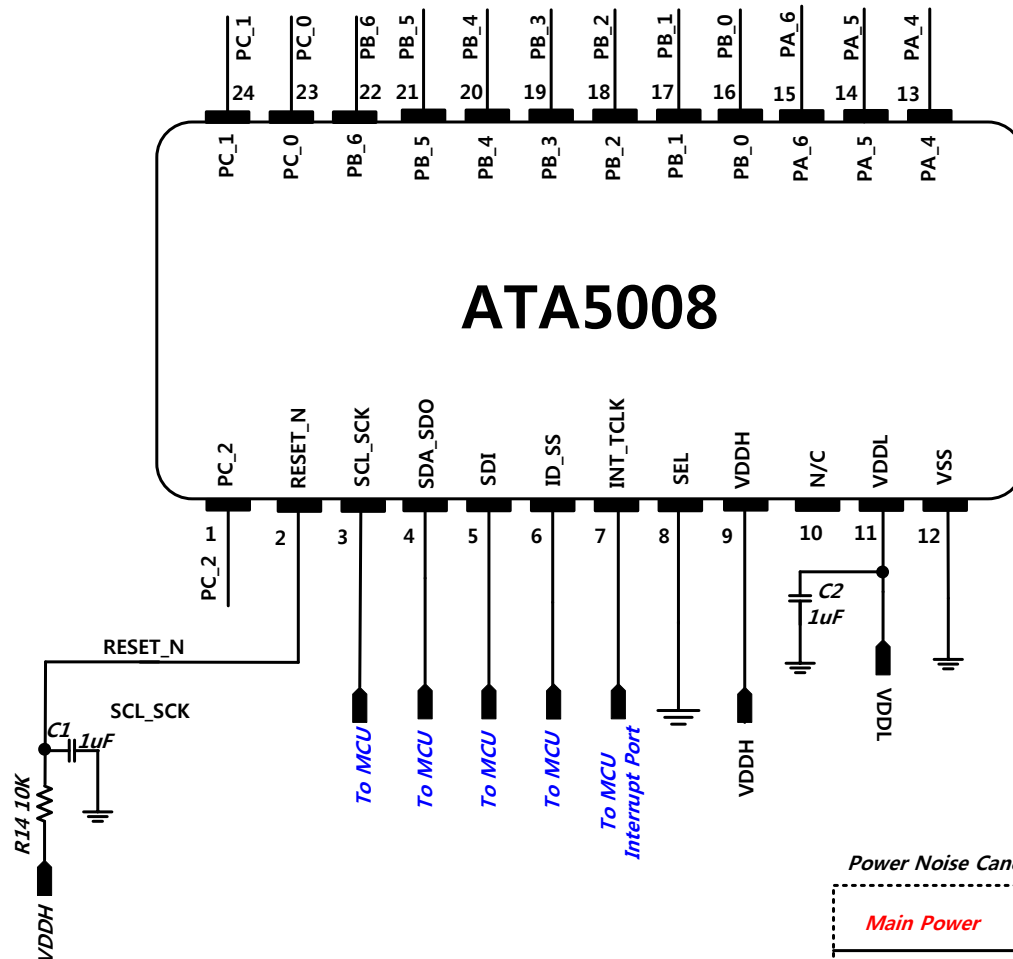 PC_1 PC_0 PB_6 PB_5 PB_4 PB_3 PB_2 PB_1 PB_0 PA_6 PA_5 PA_4
24 23 22 21 20 19 18 17 16 15 14 13
PC_1 PC_0 PB_6 PB_5 PB_4 PB_3 PB_2 PB_1 PB_0 PA_6 PA_5 PA_4
ATA5008
PC_2 RESET_N SCL_SCK SDA_SDO SDI ID_SS INT_TCLK SEL VDDH N/C VDDL VSS
1 2 3 4 5 6 7 8 9 10 11 12
PC_2
C2
1uF
RESET_N
SCL_SCK
C1 1uF
R14 10K
VDDH
To MCU
To MCU
To MCU
To MCU
To MCU
Interrupt Port
VDDH
VDDL
Power Noise Canc
Main Power